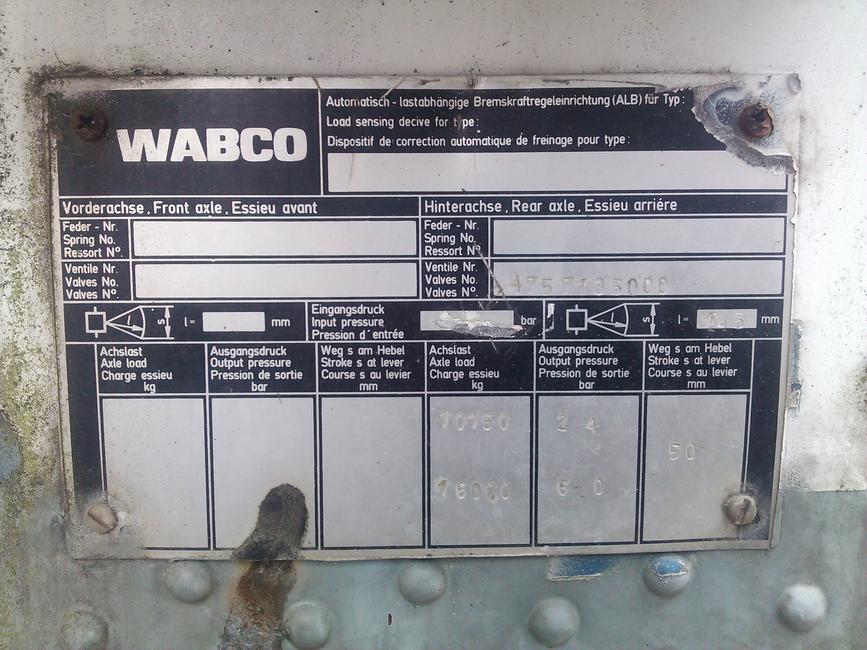 WABCO
Automatisch - lastabhängige Bremskraftregeleinrichtung (ALB) für Typ:
Load sensing decive for type:
Dispositif de correction automatique de freinage pour type:
Vorderachse, Front axle, Essieu avant
Hinterachse, Rear axle, Essieu arriére
Feder - Nr.
Spring No.
Ressort N°.
Feder - Nr.
Spring No.
Ressort N°.
Ventile Nr.
Valves No.
Valves N°.
Ventile Nr.
Valves No.
Valves N°.
l = mm
s
Eingangsdruck
Input pressure
Pression d'entrée
bar
s
l = mm
Achslast
Axle load
Charge essieu
kg
Ausgangsdruck
Output pressure
Pression de sortie
bar
Weg s am Hebel
Stroke s at lever
Course s au levier
mm
Achslast
Axle load
Charge essieu
kg
Ausgangsdruck
Output pressure
Pression de sortie
bar
Weg s am Hebel
Stroke s at lever
Course s au levier
mm
10150 2 4
50
16000 6 0